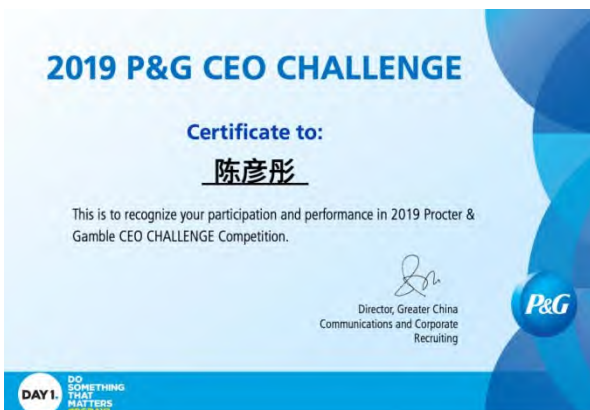 2019 P&G CEO CHALLENGE
Certificate to:
陈彦彤
This is to recognize your participation and performance in 2019 Procter &
Gamble CEO CHALLENGE Competition.
Director, Greater China
Communications and Corporate
Recruiting
P&G
DAY 1.
DO
SOMETHING
THAT
MATTERS